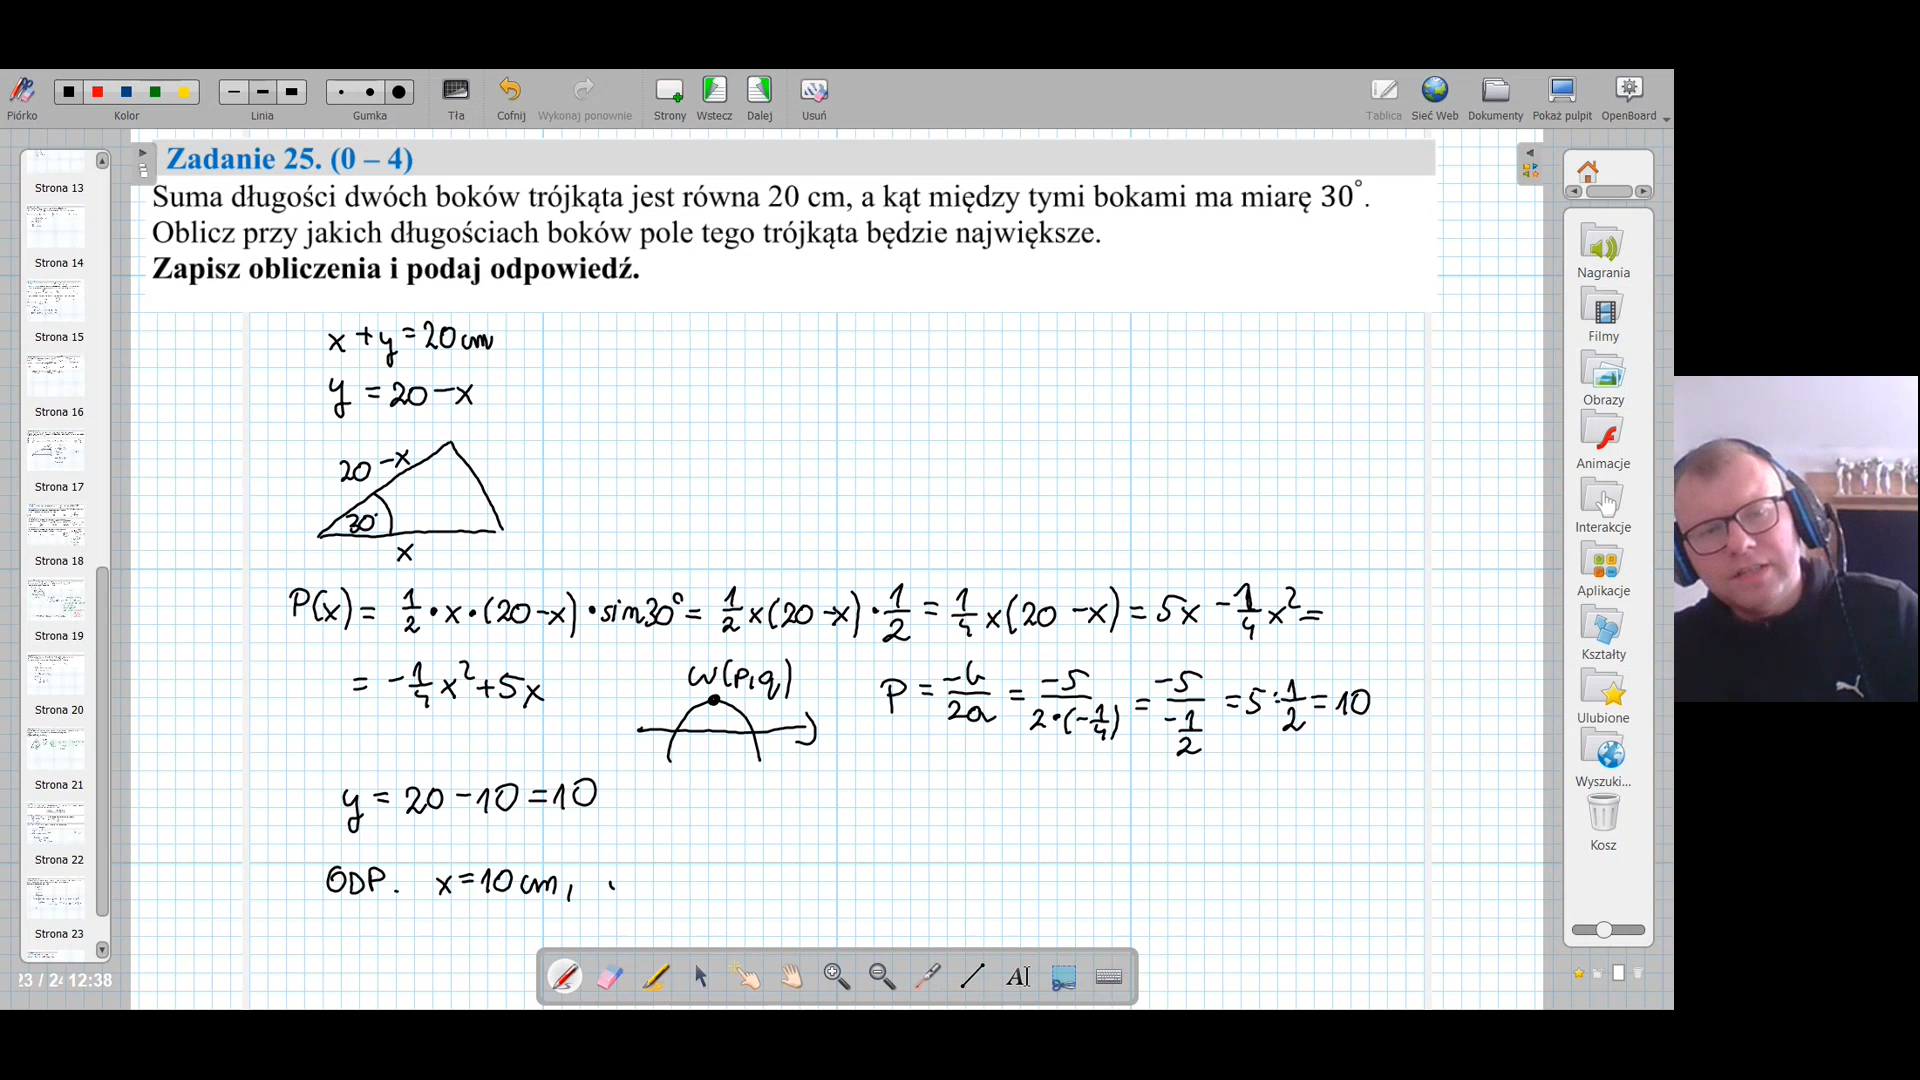 Piórko
Kolor
Linia
Gumka
Tła
Cofnij
Wykonaj ponownie
Strony
Wstecz
Dalej
Usuń
Tablica
Sieć Web
Dokumenty
Pokaż pulpit
OpenBoard
Strona 13
Strona 14
Strona 15
Strona 16
Strona 17
Strona 18
Strona 19
Strona 20
Strona 21
Strona 22
Strona 23
23 / 24 12:38
Zadanie 25. (0 – 4)
Suma długości dwóch boków trójkąta jest równa 20 cm, a kąt między tymi bokami ma miarę 30°.
Oblicz przy jakich długościach boków pole tego trójkąta będzie największe.
Zapisz obliczenia i podaj odpowiedź.
x + y = 20 cm
y = 20 - x
20 - x
30°
x
P(x) = 1/2 • x • (20-x) • sin30° = 1/2 x(20-x) • 1/2 = 1/4 x(20-x) = 5x - 1/4 x² =
= -1/4 x² + 5x
W(p,q)
P = -b/2a = -5/2•(-1/4) = -5/-1/2 = 5 : 1/2 = 10
y = 20 - 10 = 10
ODP. x = 10 cm,
Nagrania
Filmy
Obrazy
Animacje
Interakcje
Aplikacje
Kształty
Ulubione
Wyszuki...
Kosz
AI